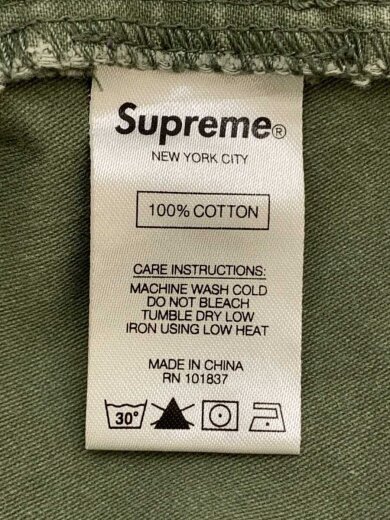 Supreme®
NEW YORK CITY
100% COTTON
CARE INSTRUCTIONS:
MACHINE WASH COLD
DO NOT BLEACH
TUMBLE DRY LOW
IRON USING LOW HEAT
MADE IN CHINA
RN 101837
30°